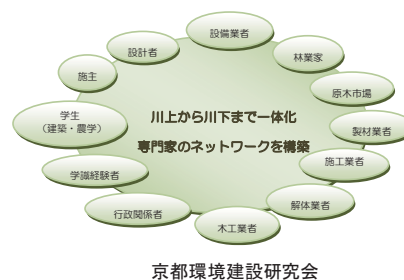 設備業者
設計者
林業家
施主
原木市場
学生
(建築・農学)
川上から川下まで一体化
専門家のネットワークを構築
製材業者
学識経験者
施工業者
行政関係者
解体業者
木工業者
京都環境建設研究会